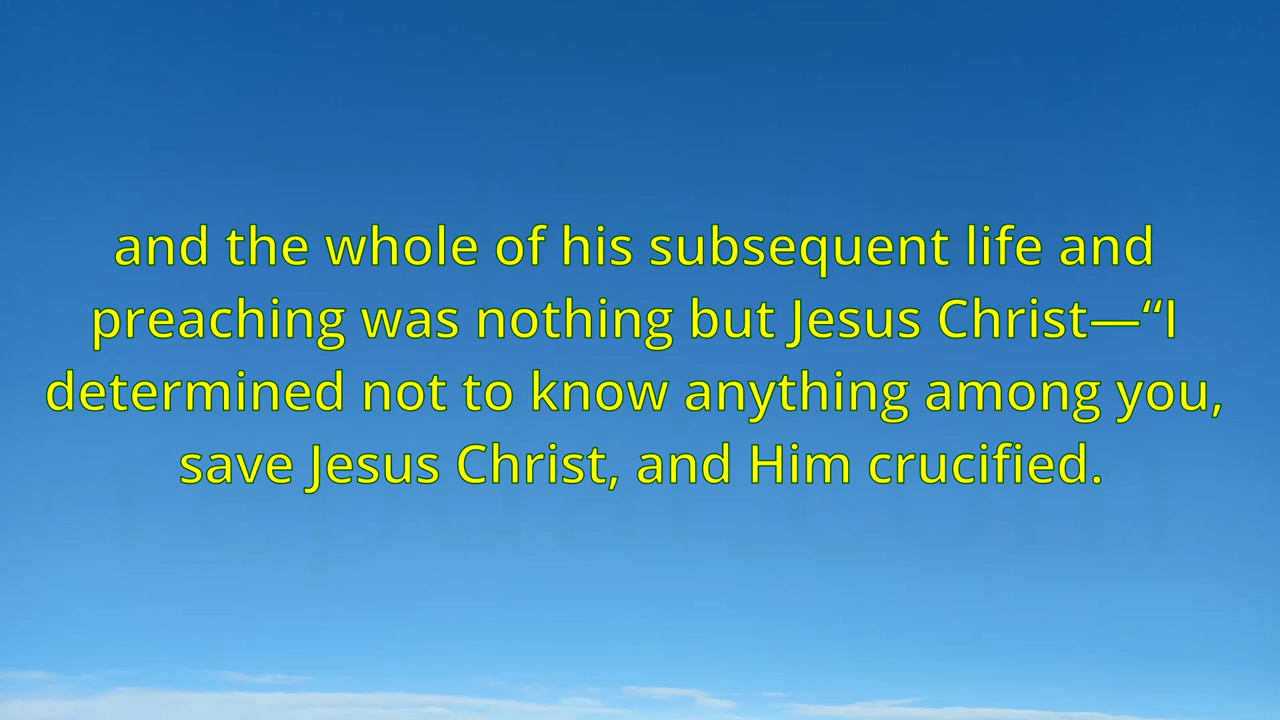 and the whole of his subsequent life and
preaching was nothing but Jesus Christ—“I
determined not to know anything among you,
save Jesus Christ, and Him crucified.